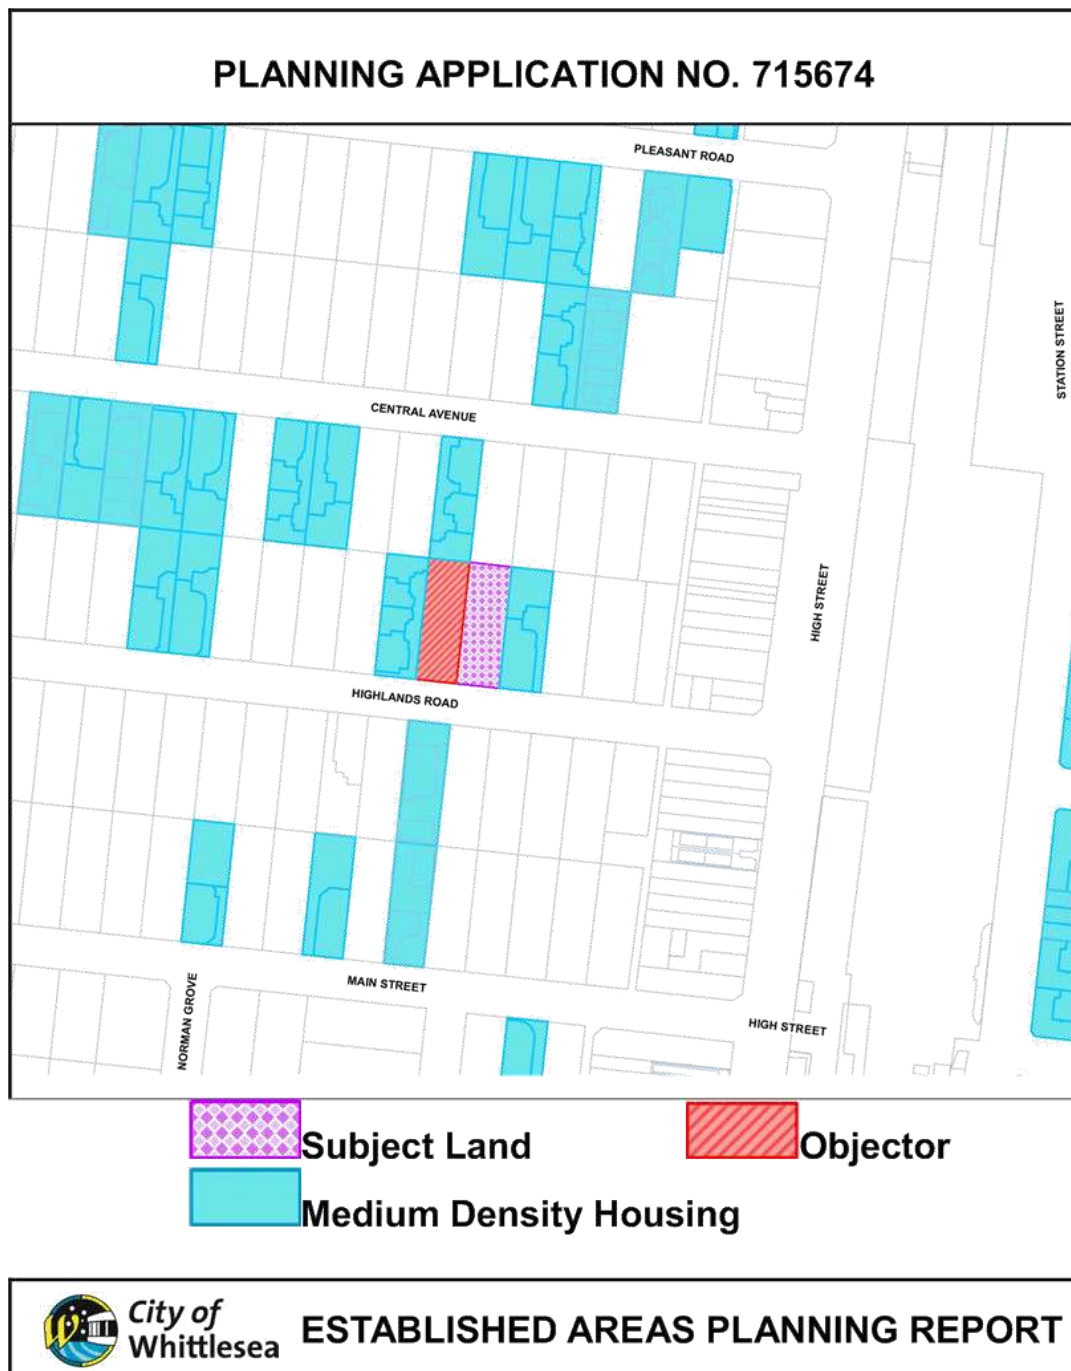 PLANNING APPLICATION NO. 715674
PLEASANT ROAD
STATION STREET
CENTRAL AVENUE
HIGH STREET
HIGHLANDS ROAD
MAIN STREET
NORMAN GROVE
HIGH STREET
Subject Land
Objector
Medium Density Housing
City of
Whittlesea
ESTABLISHED AREAS PLANNING REPORT